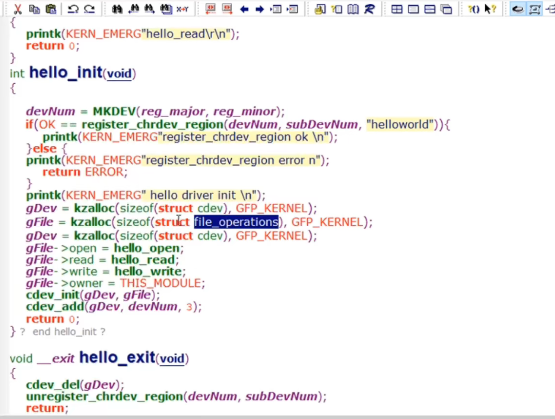 {
printk(KERN_EMERG"hello_read\r\n");
return 0;
}
int hello_init(void)
{
devNum = MKDEV(reg_major, reg_minor);
if(OK == register_chrdev_region(devNum, subDevNum, "helloworld")){
printk(KERN_EMERG"register_chrdev_region ok \n");
}else {
printk(KERN_EMERG"register_chrdev_region error n");
return ERROR;
}
printk(KERN_EMERG" hello driver init \n");
gDev = kzalloc(sizeof(struct cdev), GFP_KERNEL);
gFile = kzalloc(sizeof(struct file_operations), GFP_KERNEL);
gDev = kzalloc(sizeof(struct cdev), GFP_KERNEL);
gFile->open = hello_open;
gFile->read = hello_read;
gFile->write = hello_write;
gFile->owner = THIS_MODULE;
cdev_init(gDev, gFile);
cdev_add(gDev, devNum, 3);
return 0;
} ? end hello_init ?
void __exit hello_exit(void)
{
cdev_del(gDev);
unregister_chrdev_region(devNum, subDevNum);
return;